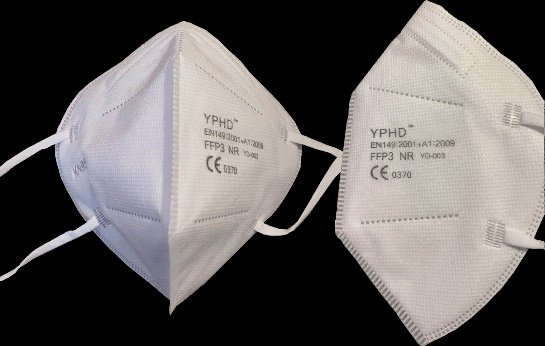 YPHD™
EN149:2001+A1:2009
FFP3 NR YD-003
CE 0370
YPHD™
EN149:2001+A1:2009
FFP3 NR YD-003
CE 0370